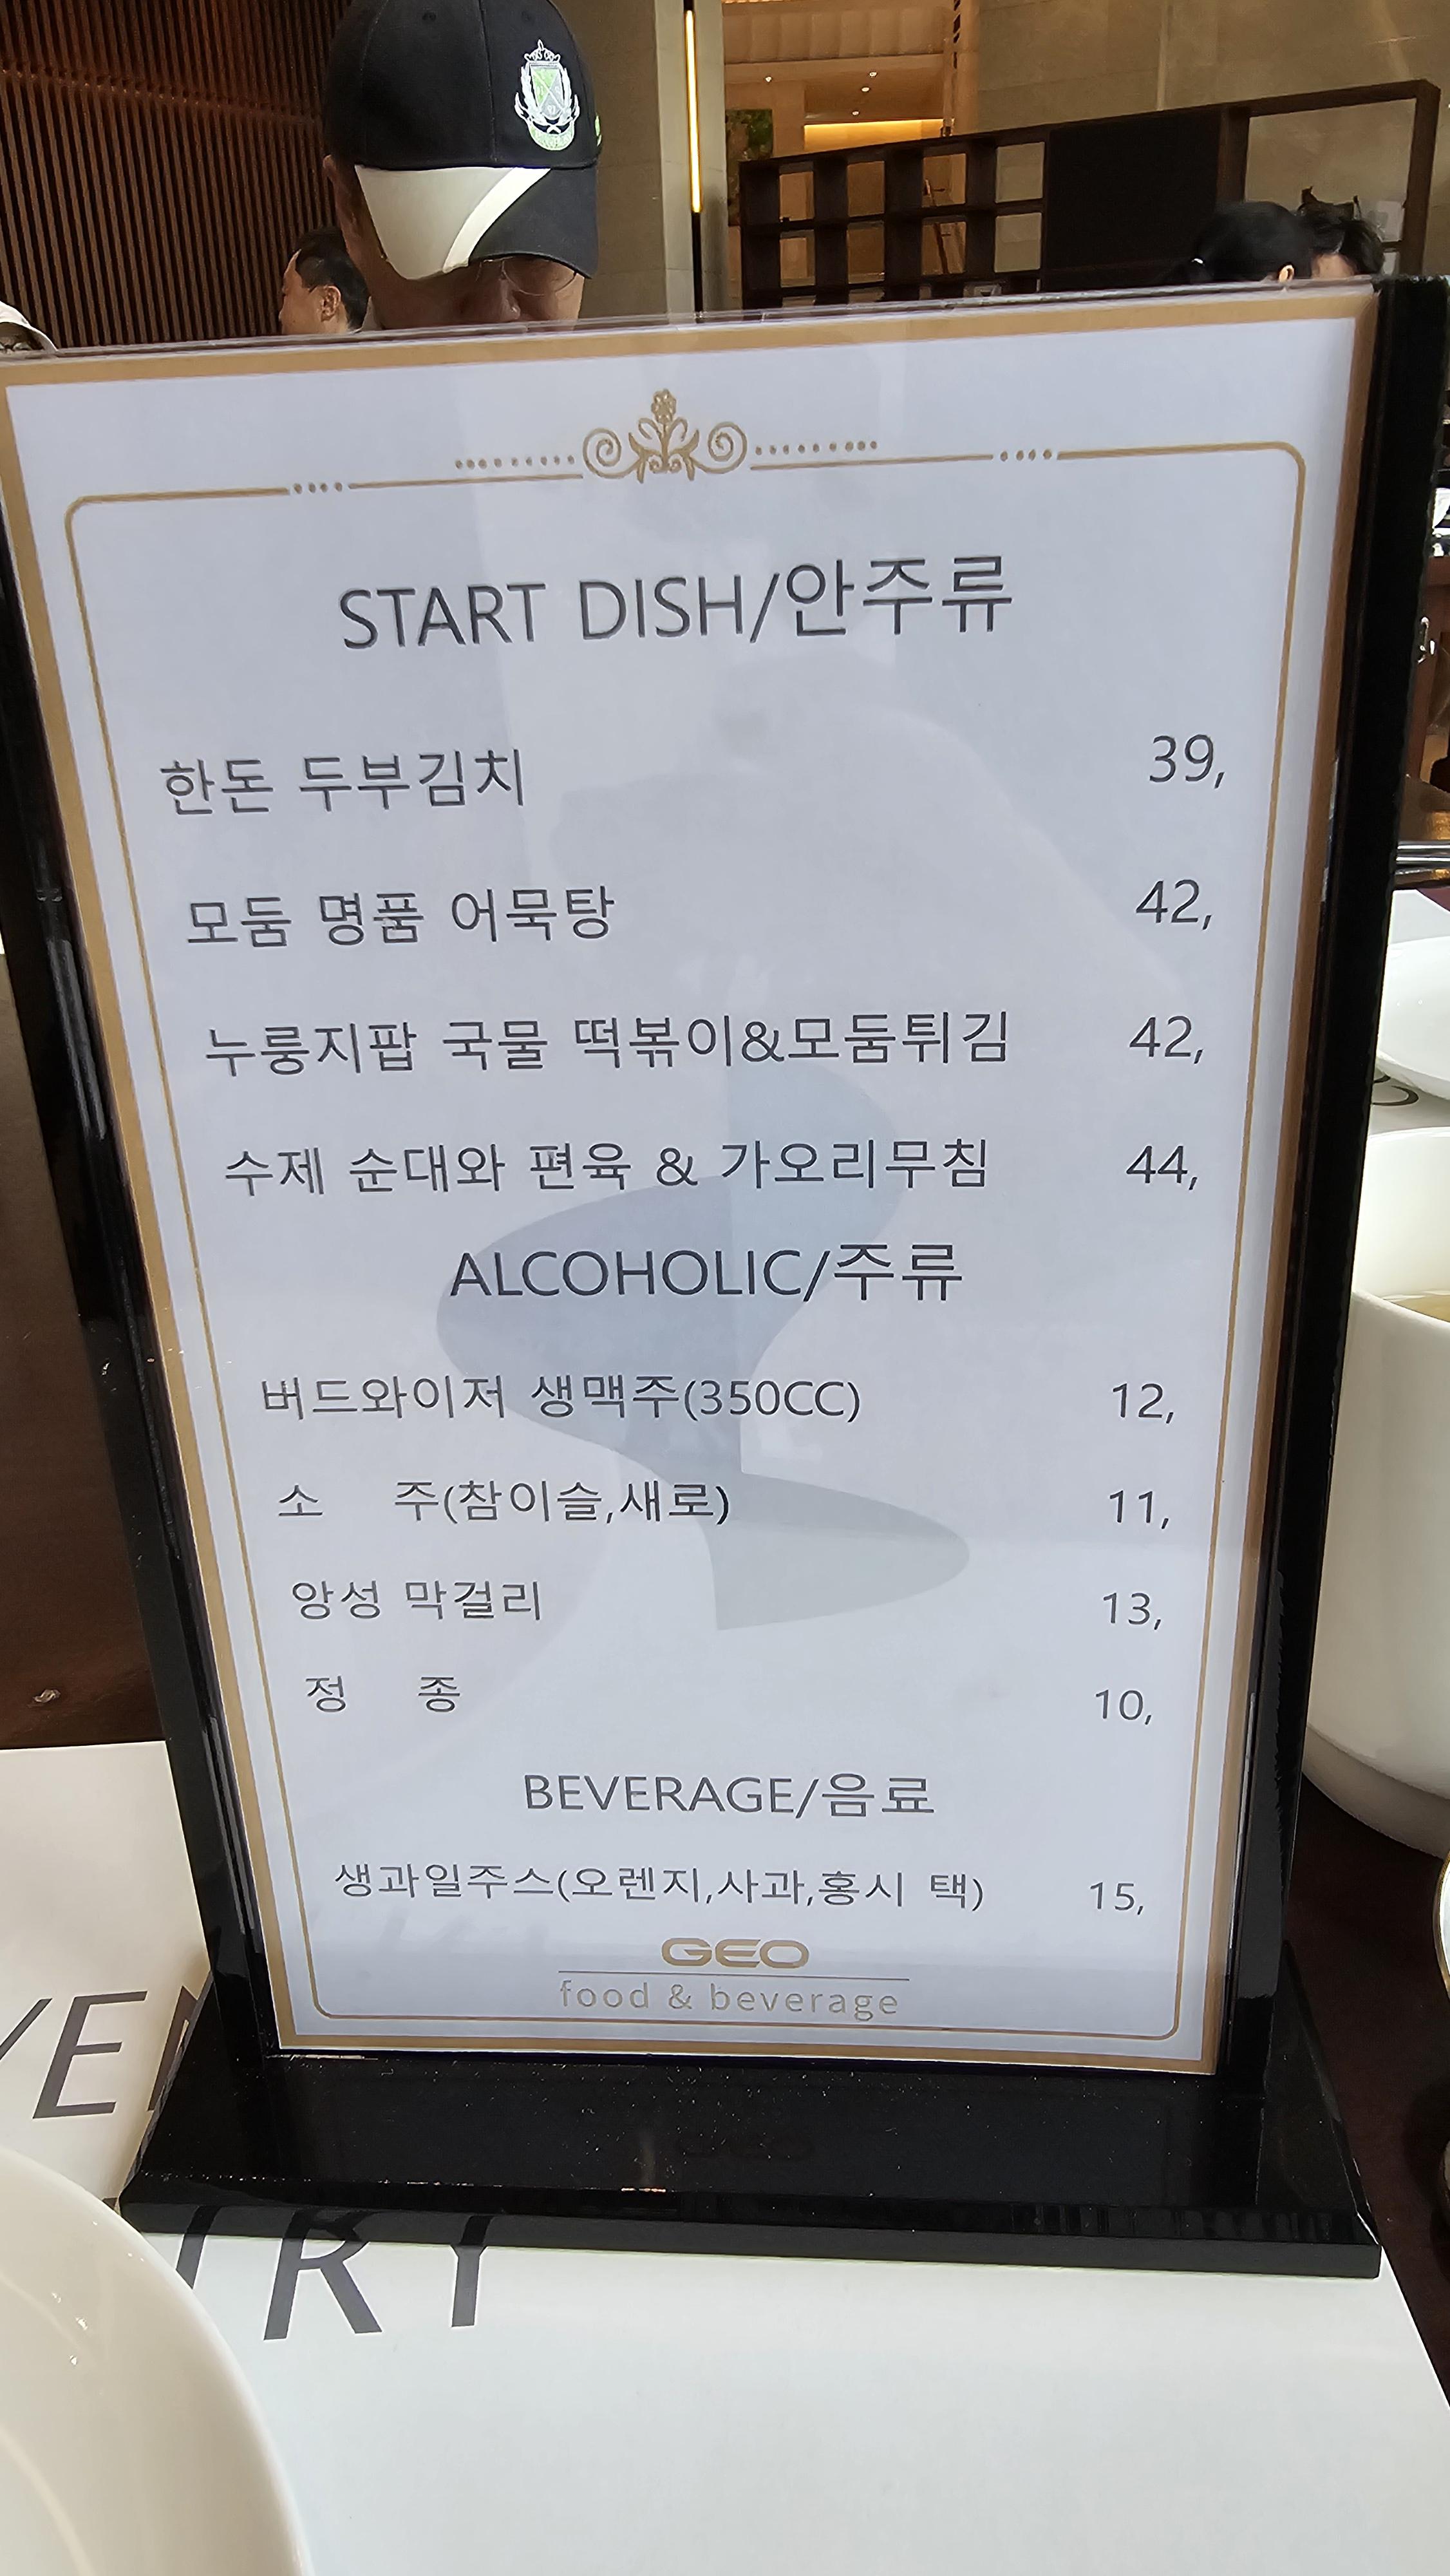 START DISH/안주류
한돈 두부김치 39,
모둠 명품 어묵탕 42,
누룽지팝 국물 떡볶이&모둠튀김 42,
수제 순대와 편육 & 가오리무침 44,
ALCOHOLIC/주류
버드와이저 생맥주(350CC) 12,
소 주(참이슬,새로) 11,
앙성 막걸리 13,
정 종 10,
BEVERAGE/음료
생과일주스(오렌지,사과,홍시 택) 15,
GEO
food & beverage